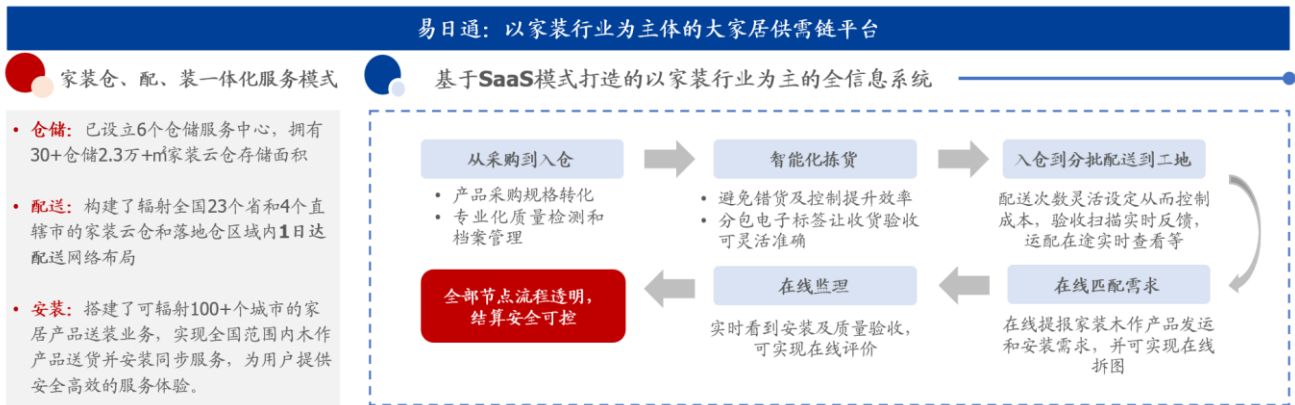 易日通：以家装行业为主体的大家居供需链平台
家装仓、配、装一体化服务模式
• 仓储：已设立6个仓储服务中心，拥有
30+仓储2.3万+㎡家装云仓存储面积
• 配送：构建了辐射全国23个省和4个直
辖市的家装云仓和落地仓区域内1日达
配送网络布局
• 安装：搭建了可辐射100+个城市的家
居产品送装业务，实现全国范围内木作
产品送货并安装同步服务，为用户提供
安全高效的服务体验。
基于SaaS模式打造的以家装行业为主的全信息系统
从采购到入仓
• 产品采购规格转化
• 专业化质量检测和
档案管理
智能化拣货
• 避免错货及控制提升效率
• 分包电子标签让收货验收
可灵活准确
入仓到分批配送到工地
配送次数灵活设定从而控制
成本，验收扫描实时反馈，
运配在途实时查看等
在线匹配需求
在线提报家装木作产品发运
和安装需求，并可实现在线
拆图
在线监理
实时看到安装及质量验收，
可实现在线评价
全部节点流程透明，
结算安全可控